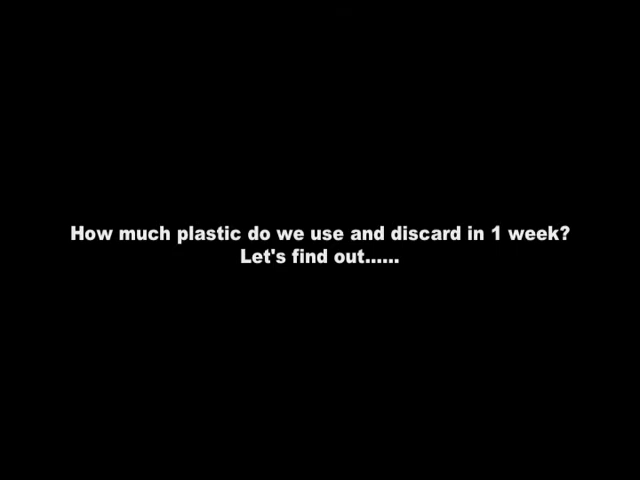 How much plastic do we use and discard in 1 week?
Let's find out......